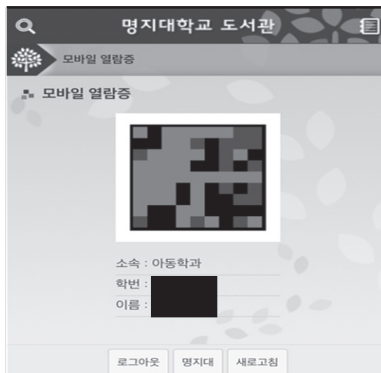 명지대학교 도서관
모바일 열람증
모바일 열람증
소속 : 아동학과
학번 :
이름 :
로그아웃 명지대 새로고침